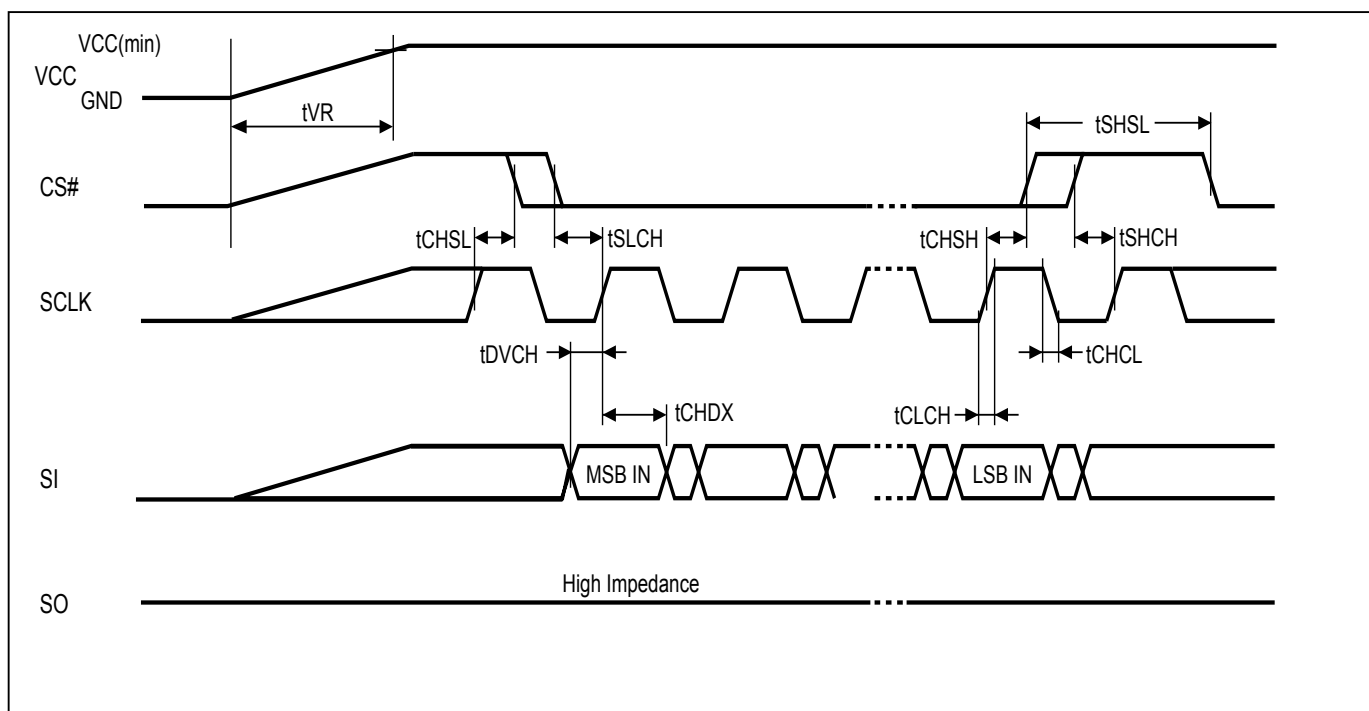 VCC(min)
VCC
GND
tVR
tSHSL
CS#
tCHSL
tSLCH
tCHSH
tSHCH
SCLK
tDVCH
tCHCL
tCHDX
tCLCH
SI
MSB IN
LSB IN
High Impedance
SO